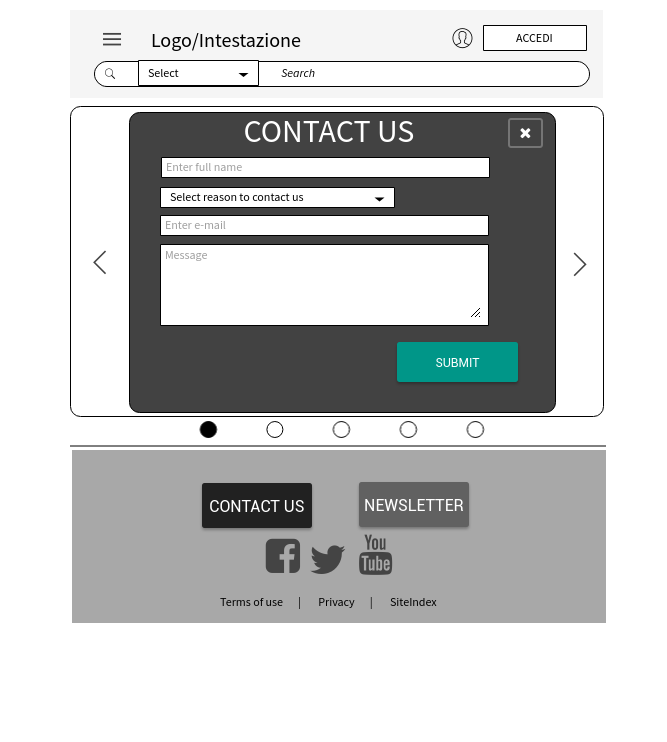 Logo/Intestazione
ACCEDI
Select
Search
CONTACT US
Enter full name
Select reason to contact us
Enter e-mail
Message
SUBMIT
CONTACT US
NEWSLETTER
You
Tube
Terms of use | Privacy | SiteIndex